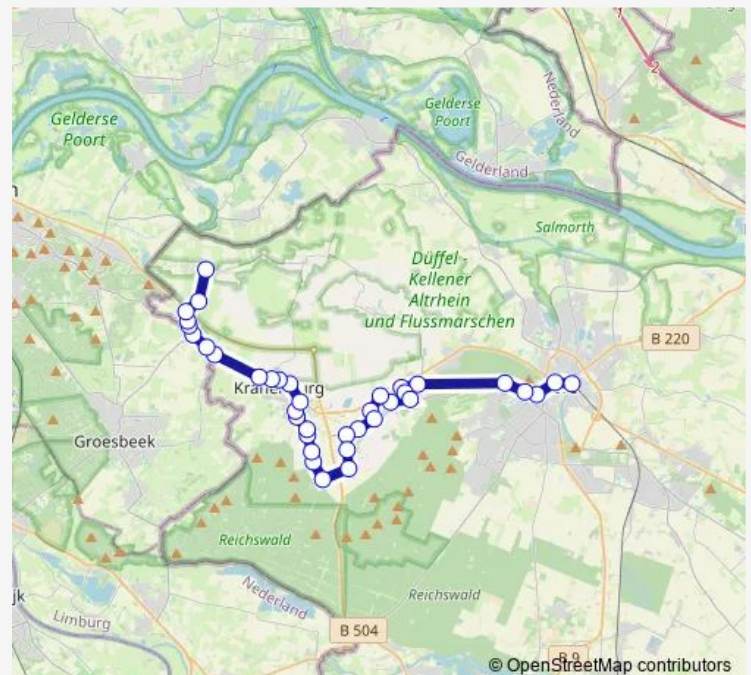 Gelderse
Poort
Gelderse
Poort
Nederland
Gelderland
Salmorth
Düffel -
Kellener
Altrhein
und Flussmarschen
B 220
Groesbeek
Reichswald
Nederland
Limburg
Reichswald
B 504
B 9
© OpenStreetMap contributors